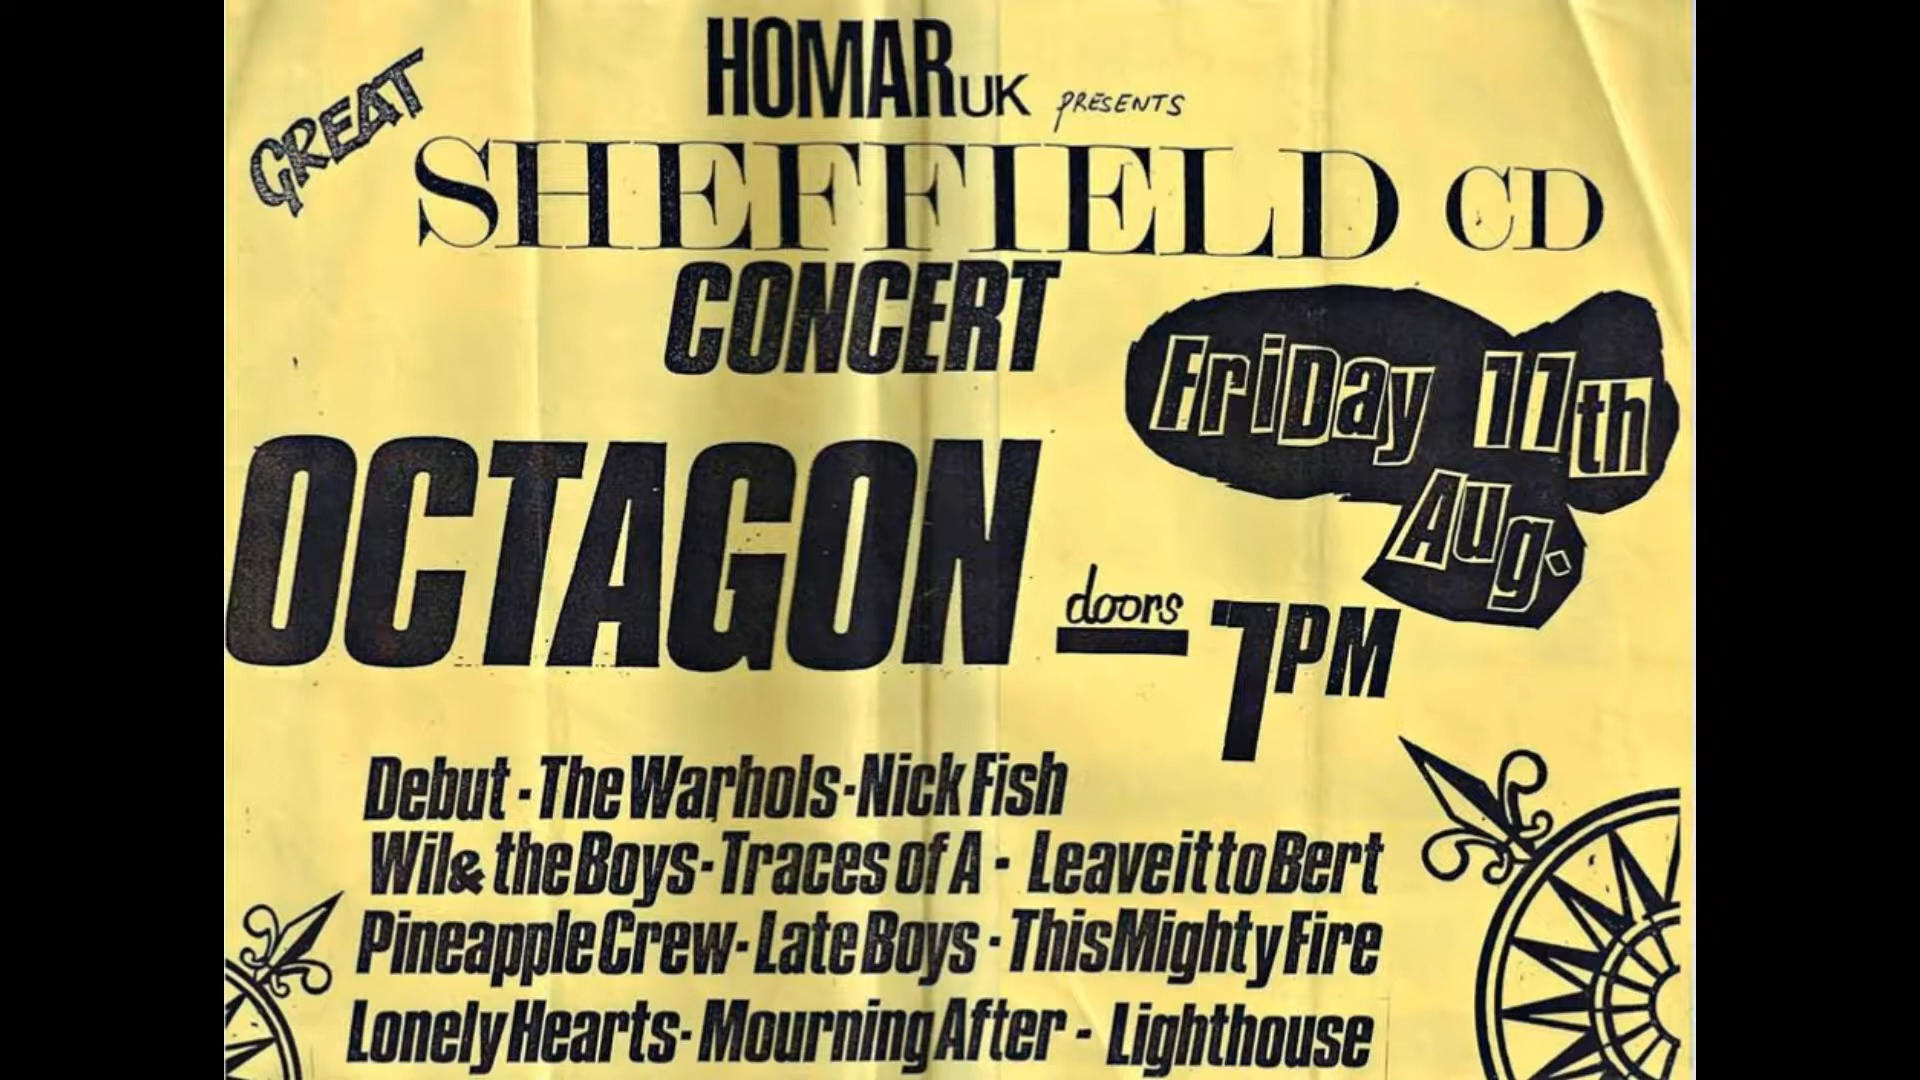 HOMAR UK PRESENTS
GREAT
SHEFFIELD CD
CONCERT
FriDay 11th
Aug.
OCTAGON
doors
7PM
Debut - The Warhols - Nick Fish
Wil & the Boys - Traces of A - Leave it to Bert
Pineapple Crew - Late Boys - This Mighty Fire
Lonely Hearts - Mourning After - Lighthouse